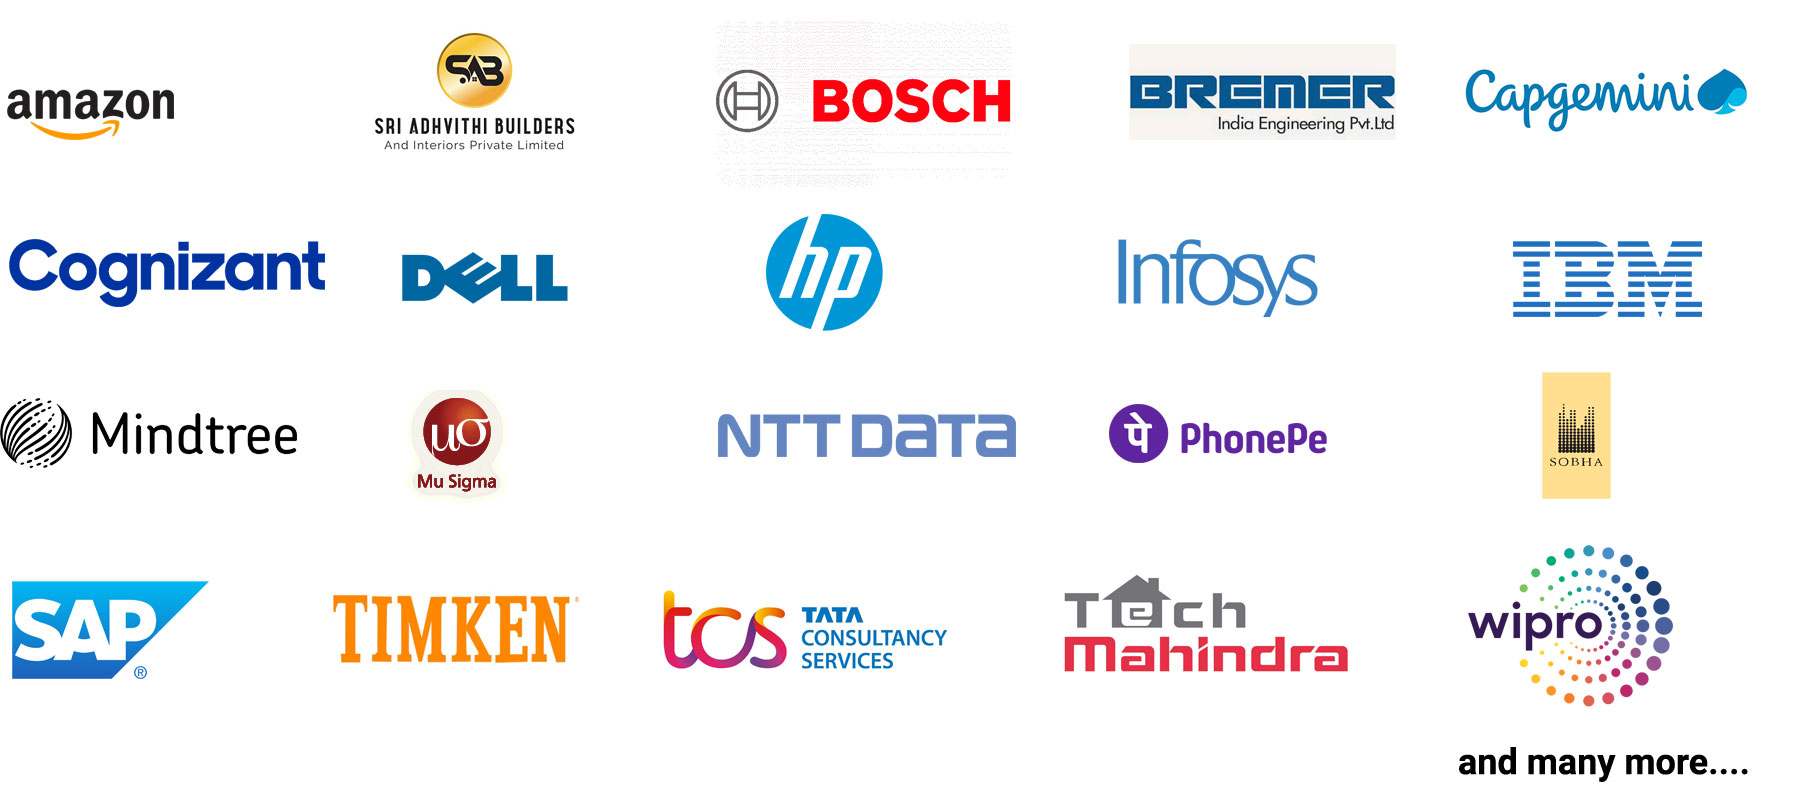 amazon
SAB
SRI ADHVITHI BUILDERS
And Interiors Private Limited
BOSCH
BREMER
India Engineering Pvt.Ltd
Capgemini
Cognizant
DELL
hp
Infosys
IBM
Mindtree
μσ
Mu Sigma
NTT DATA
पे PhonePe
SOBHA
SAP
®
TIMKEN
tcs
TATA
CONSULTANCY
SERVICES
Tech
Mahindra
wipro
and many more....